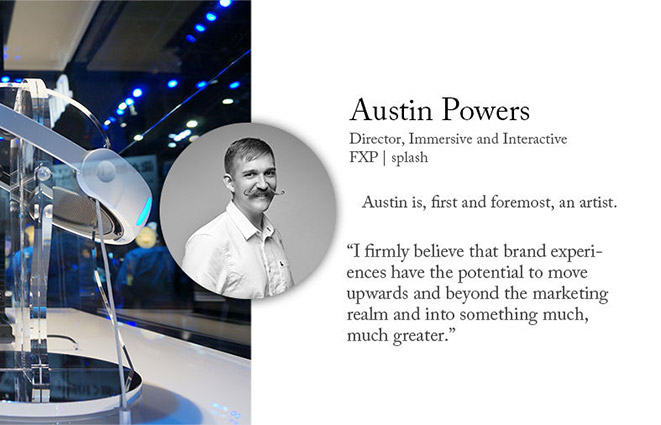 Austin Powers
Director, Immersive and Interactive
FXP | splash
Austin is, first and foremost, an artist.
“I firmly believe that brand experi-
ences have the potential to move
upwards and beyond the marketing
realm and into something much,
much greater.”